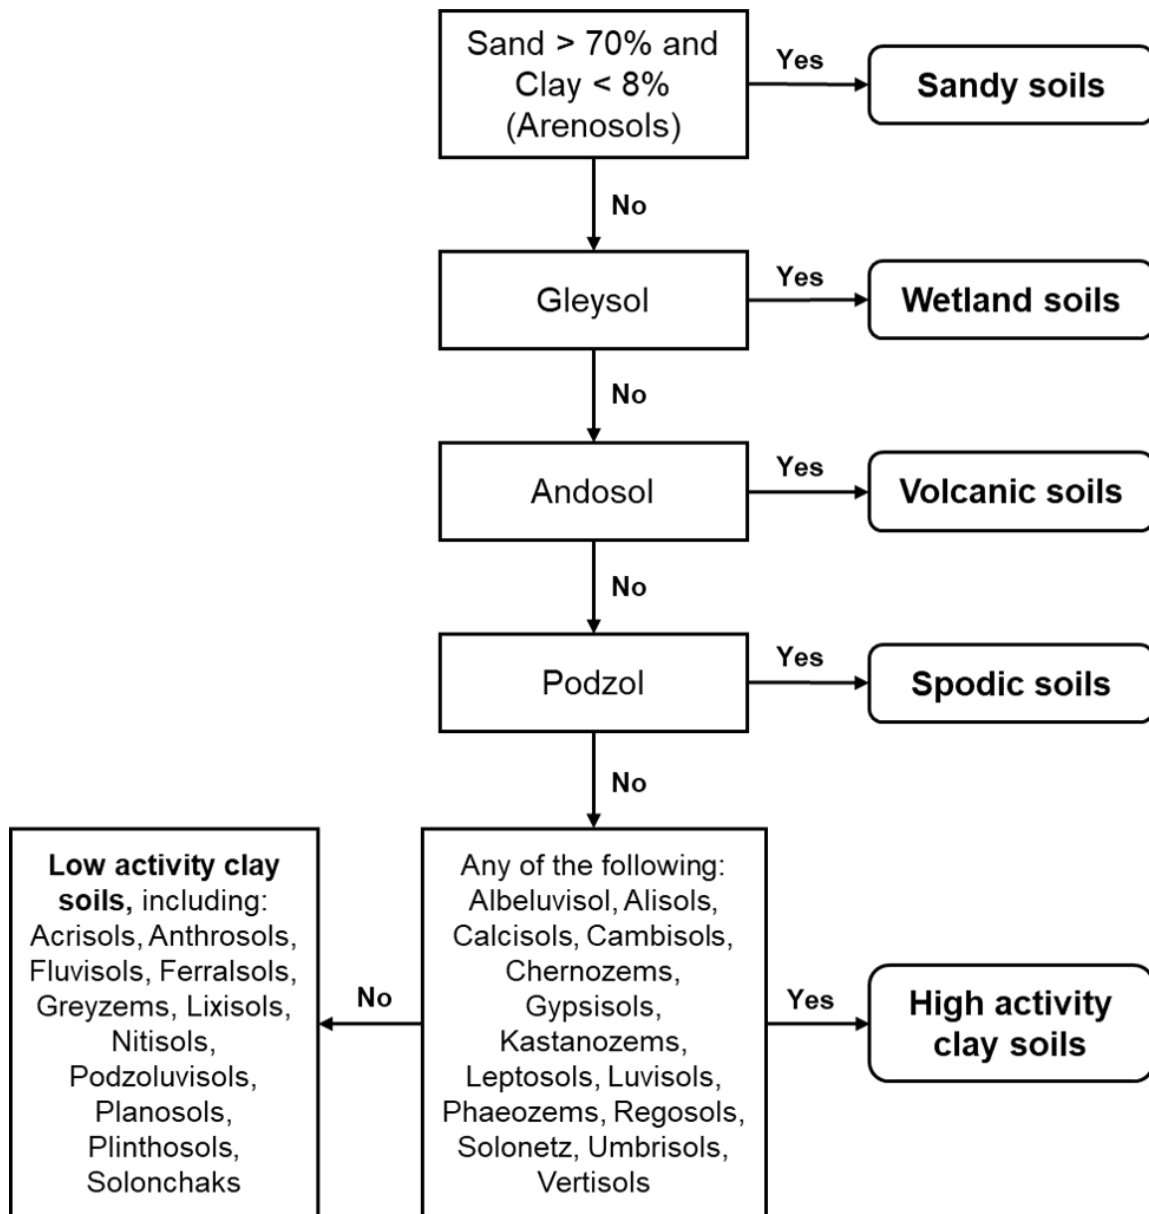 Sand > 70% and
Clay < 8%
(Arenosols)
Yes
Sandy soils
No
Gleysol
Yes
Wetland soils
No
Andosol
Yes
Volcanic soils
No
Podzol
Yes
Spodic soils
No
Low activity clay
soils, including:
Acrisols, Anthrosols,
Fluvisols, Ferralsols,
Greyzems, Lixisols,
Nitisols,
Podzoluvisols,
Planosols,
Plinthosols,
Solonchaks
No
Any of the following:
Albeluvisol, Alisols,
Calcisols, Cambisols,
Chernozems,
Gypsisols,
Kastanozems,
Leptosols, Luvisols,
Phaeozems, Regosols,
Solonetz, Umbrisols,
Vertisols
Yes
High activity
clay soils